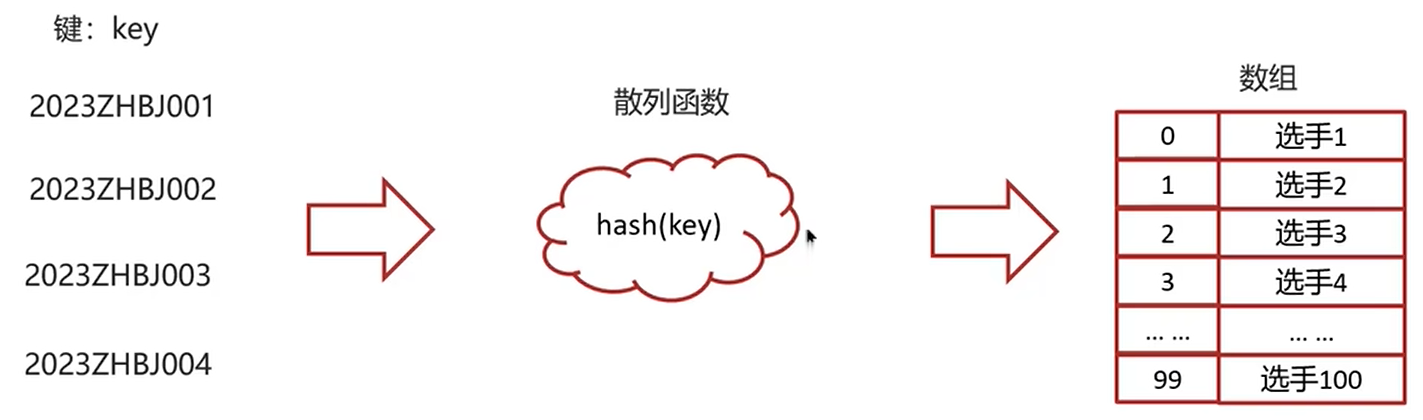 键：key
2023ZHBJ001
2023ZHBJ002
2023ZHBJ003
2023ZHBJ004
散列函数
hash(key)
数组
0 选手1
1 选手2
2 选手3
3 选手4
... ... ... ...
99 选手100